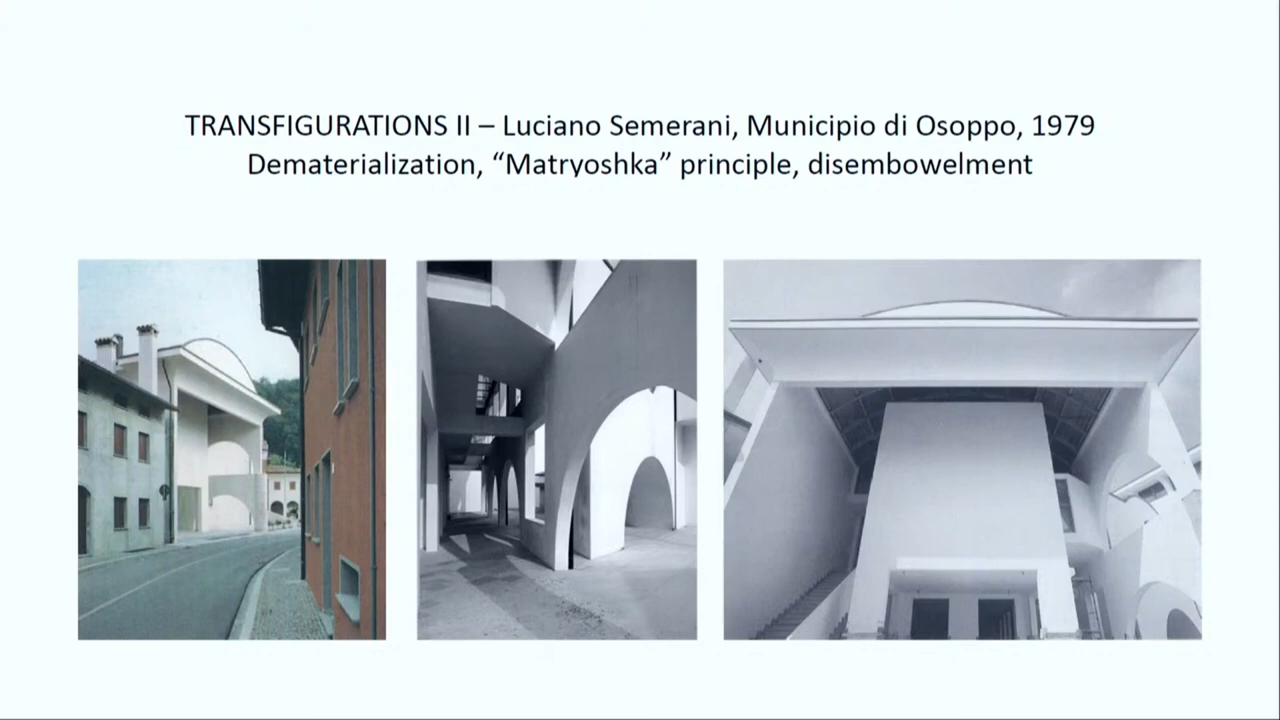 TRANSFIGURATIONS II – Luciano Semerani, Municipio di Osoppo, 1979
Dematerialization, “Matryoshka” principle, disembowelment